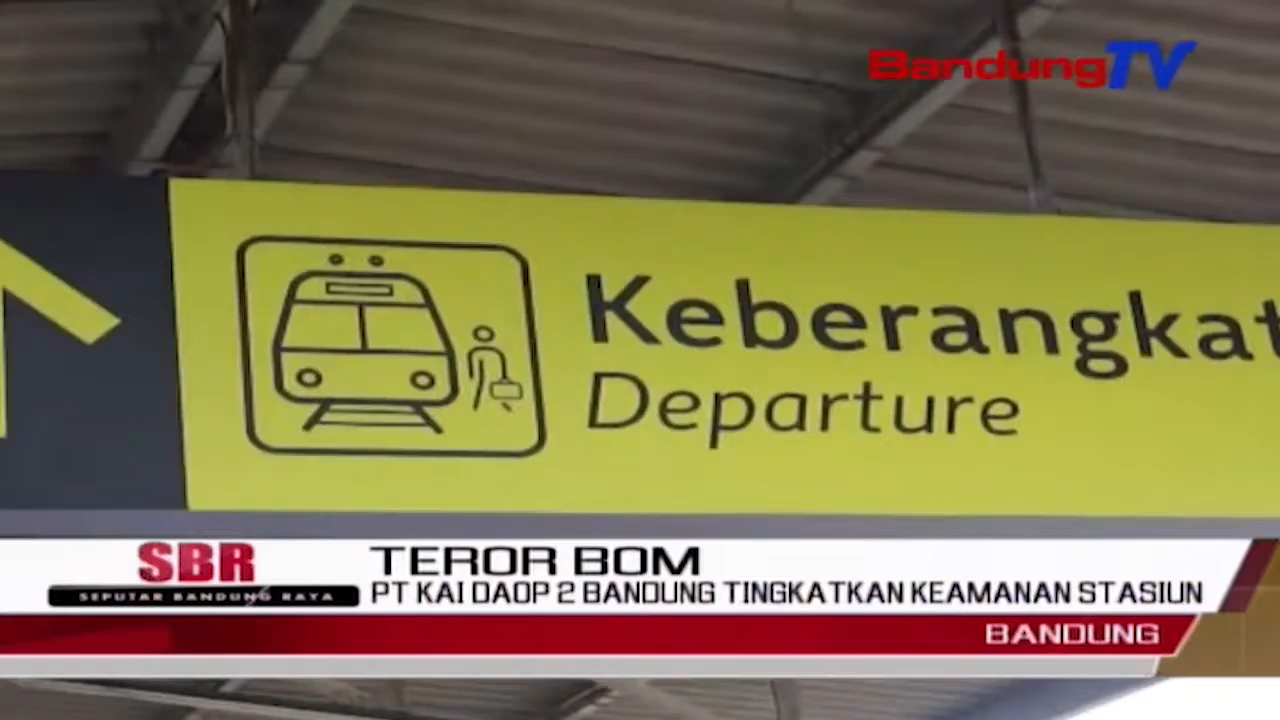 BandungTV
Keberangkat
Departure
SBR
SEPUTAR BANDUNG RAYA
TEROR BOM
PT KAI DAOP 2 BANDUNG TINGKATKAN KEAMANAN STASIUN
BANDUNG